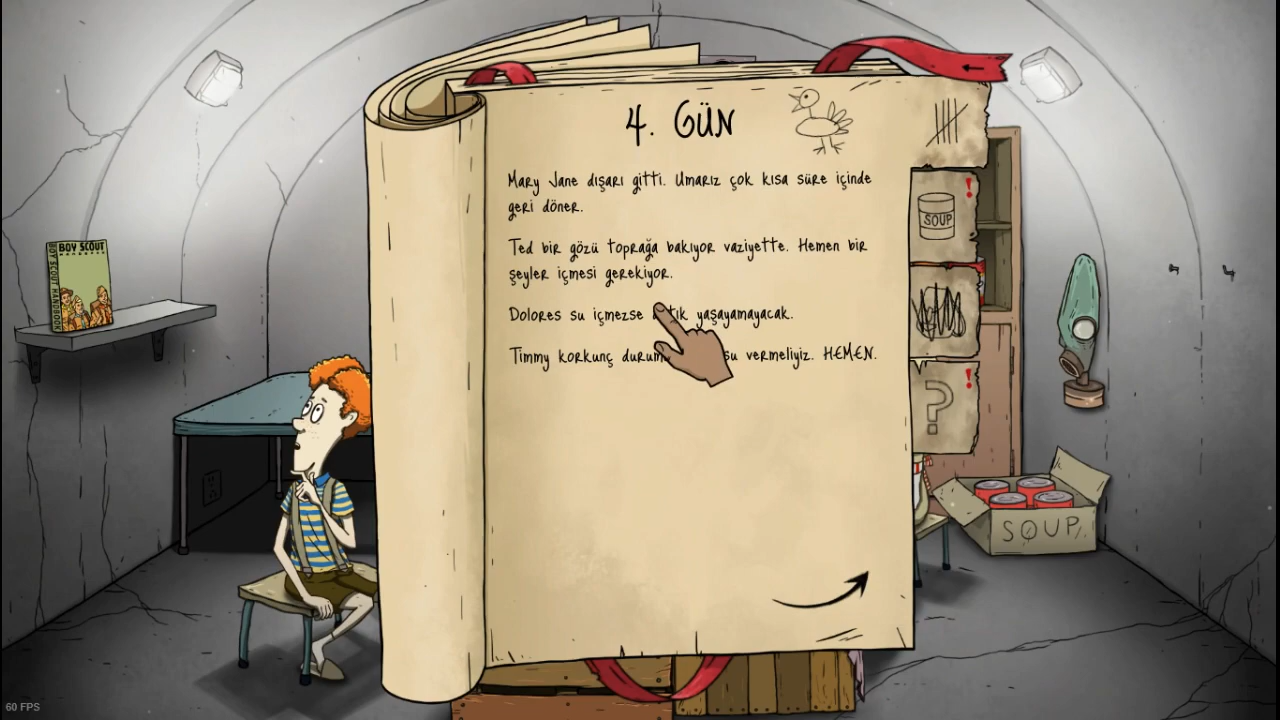 4. GÜN
Mary Jane dışarı gitti. Umarız çok kısa süre içinde
geri döner.
Ted bir gözü toprağa bakıyor vaziyette. Hemen bir
şeyler içmesi gerekiyor.
Dolores su içmezse yaşayamayacak.
Timmy korkunç su vermeliyiz. HEMEN.
SOUP
?
BOY SCOUT
BOY SCOUT HANDBOOK
SOUP
60 FPS